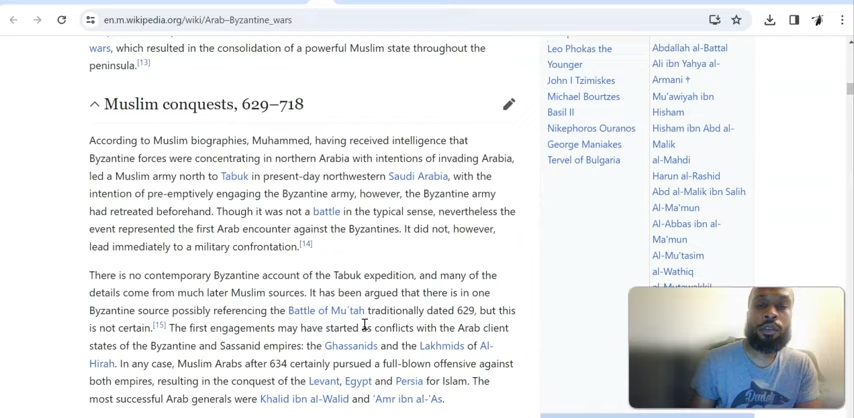 en.m.wikipedia.org/wiki/Arab–Byzantine_wars
wars, which resulted in the consolidation of a powerful Muslim state throughout the
peninsula.[13]
Muslim conquests, 629–718
According to Muslim biographies, Muhammed, having received intelligence that
Byzantine forces were concentrating in northern Arabia with intentions of invading Arabia,
led a Muslim army north to Tabuk in present-day northwestern Saudi Arabia, with the
intention of pre-emptively engaging the Byzantine army, however, the Byzantine army
had retreated beforehand. Though it was not a battle in the typical sense, nevertheless the
event represented the first Arab encounter against the Byzantines. It did not, however,
lead immediately to a military confrontation.[14]
There is no contemporary Byzantine account of the Tabuk expedition, and many of the
details come from much later Muslim sources. It has been argued that there is in one
Byzantine source possibly referencing the Battle of Mu´tah traditionally dated 629, but this
is not certain.[15] The first engagements may have started as conflicts with the Arab client
states of the Byzantine and Sassanid empires: the Ghassanids and the Lakhmids of Al-
Hirah. In any case, Muslim Arabs after 634 certainly pursued a full-blown offensive against
both empires, resulting in the conquest of the Levant, Egypt and Persia for Islam. The
most successful Arab generals were Khalid ibn al-Walid and 'Amr ibn al-'As.
Leo Phokas the
Younger
John I Tzimiskes
Michael Bourtzes
Basil II
Nikephoros Ouranos
George Maniakes
Tervel of Bulgaria
Abdallah al-Battal
Ali ibn Yahya al-
Armani †
Mu'awiyah ibn
Hisham
Hisham ibn Abd al-
Malik
al-Mahdi
Harun al-Rashid
Abd al-Malik ibn Salih
Al-Ma'mun
Al-Abbas ibn al-
Ma'mun
Al-Mu'tasim
al-Wathiq
al-Mutawakkil